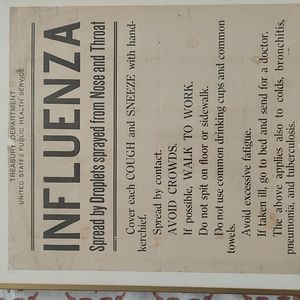 TREASURY DEPARTMENT
UNITED STATES PUBLIC HEALTH SERVICE
INFLUENZA
Spread by Droplets sprayed from Nose and Throat
Cover each COUGH and SNEEZE with hand-
kerchief.
Spread by contact.
AVOID CROWDS.
If possible, WALK TO WORK.
Do not spit on floor or sidewalk.
Do not use common drinking cups and common
towels.
Avoid excessive fatigue.
If taken ill, go to bed and send for a doctor.
The above applies also to colds, bronchitis,
pneumonia, and tuberculosis.